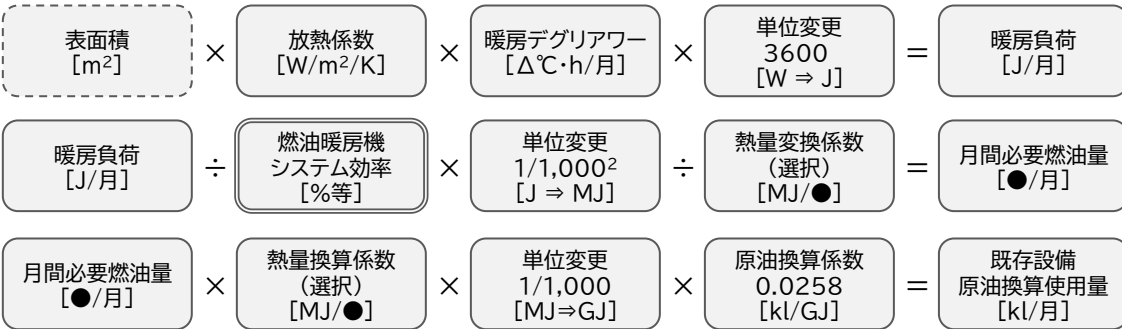 表面積
[m²]
×
放熱係数
[W/m²/K]
×
暖房デグリアワー
[Δ℃・h/月]
×
単位変更
3600
[W ⇒ J]
=
暖房負荷
[J/月]
暖房負荷
[J/月]
÷
燃油暖房機
システム効率
[%等]
×
単位変更
1/1,000²
[J ⇒ MJ]
÷
熱量変換係数
(選択)
[MJ/●]
=
月間必要燃油量
[●/月]
月間必要燃油量
[●/月]
×
熱量換算係数
(選択)
[MJ/●]
×
単位変更
1/1,000
[MJ⇒GJ]
×
原油換算係数
0.0258
[kl/GJ]
=
既存設備
原油換算使用量
[kl/月]